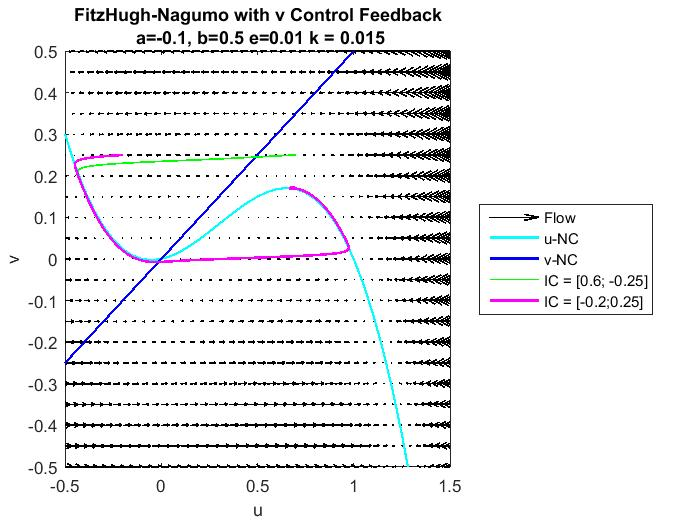 FitzHugh-Nagumo with v Control Feedback
a=-0.1, b=0.5 e=0.01 k = 0.015
0.5
0.4
0.3
0.2
0.1
0
-0.1
-0.2
-0.3
-0.4
-0.5
v
-0.5
0
0.5
1
1.5
u
Flow
u-NC
v-NC
IC = [0.6; -0.25]
IC = [-0.2;0.25]